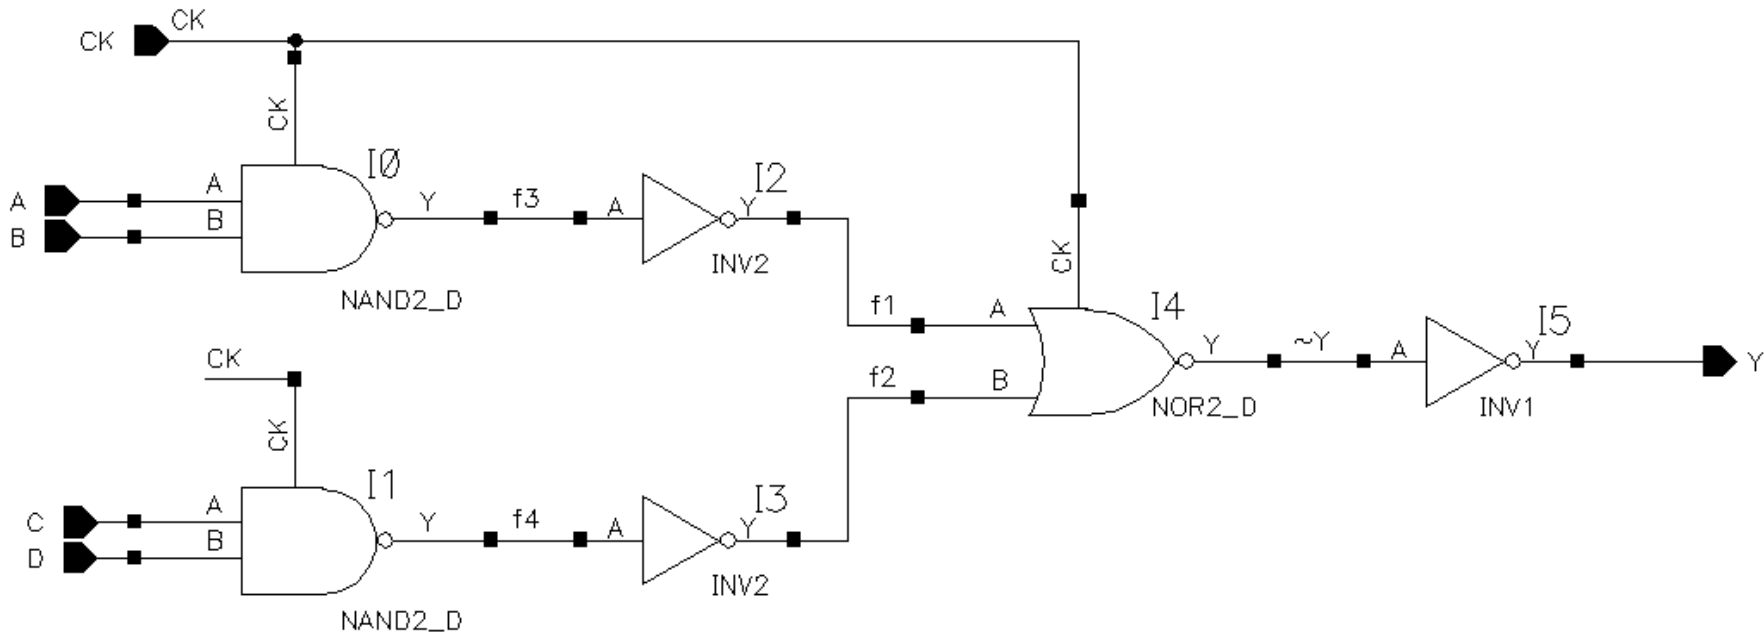 CK
CK
CK
I0
A
A
B
B
Y
f3
A
I2
Y
INV2
NAND2_D
CK
f1
A
I4
Y
~Y
A
I5
Y
Y
f2
B
NOR2_D
INV1
CK
CK
I1
C
A
D
B
Y
f4
A
I3
Y
INV2
NAND2_D